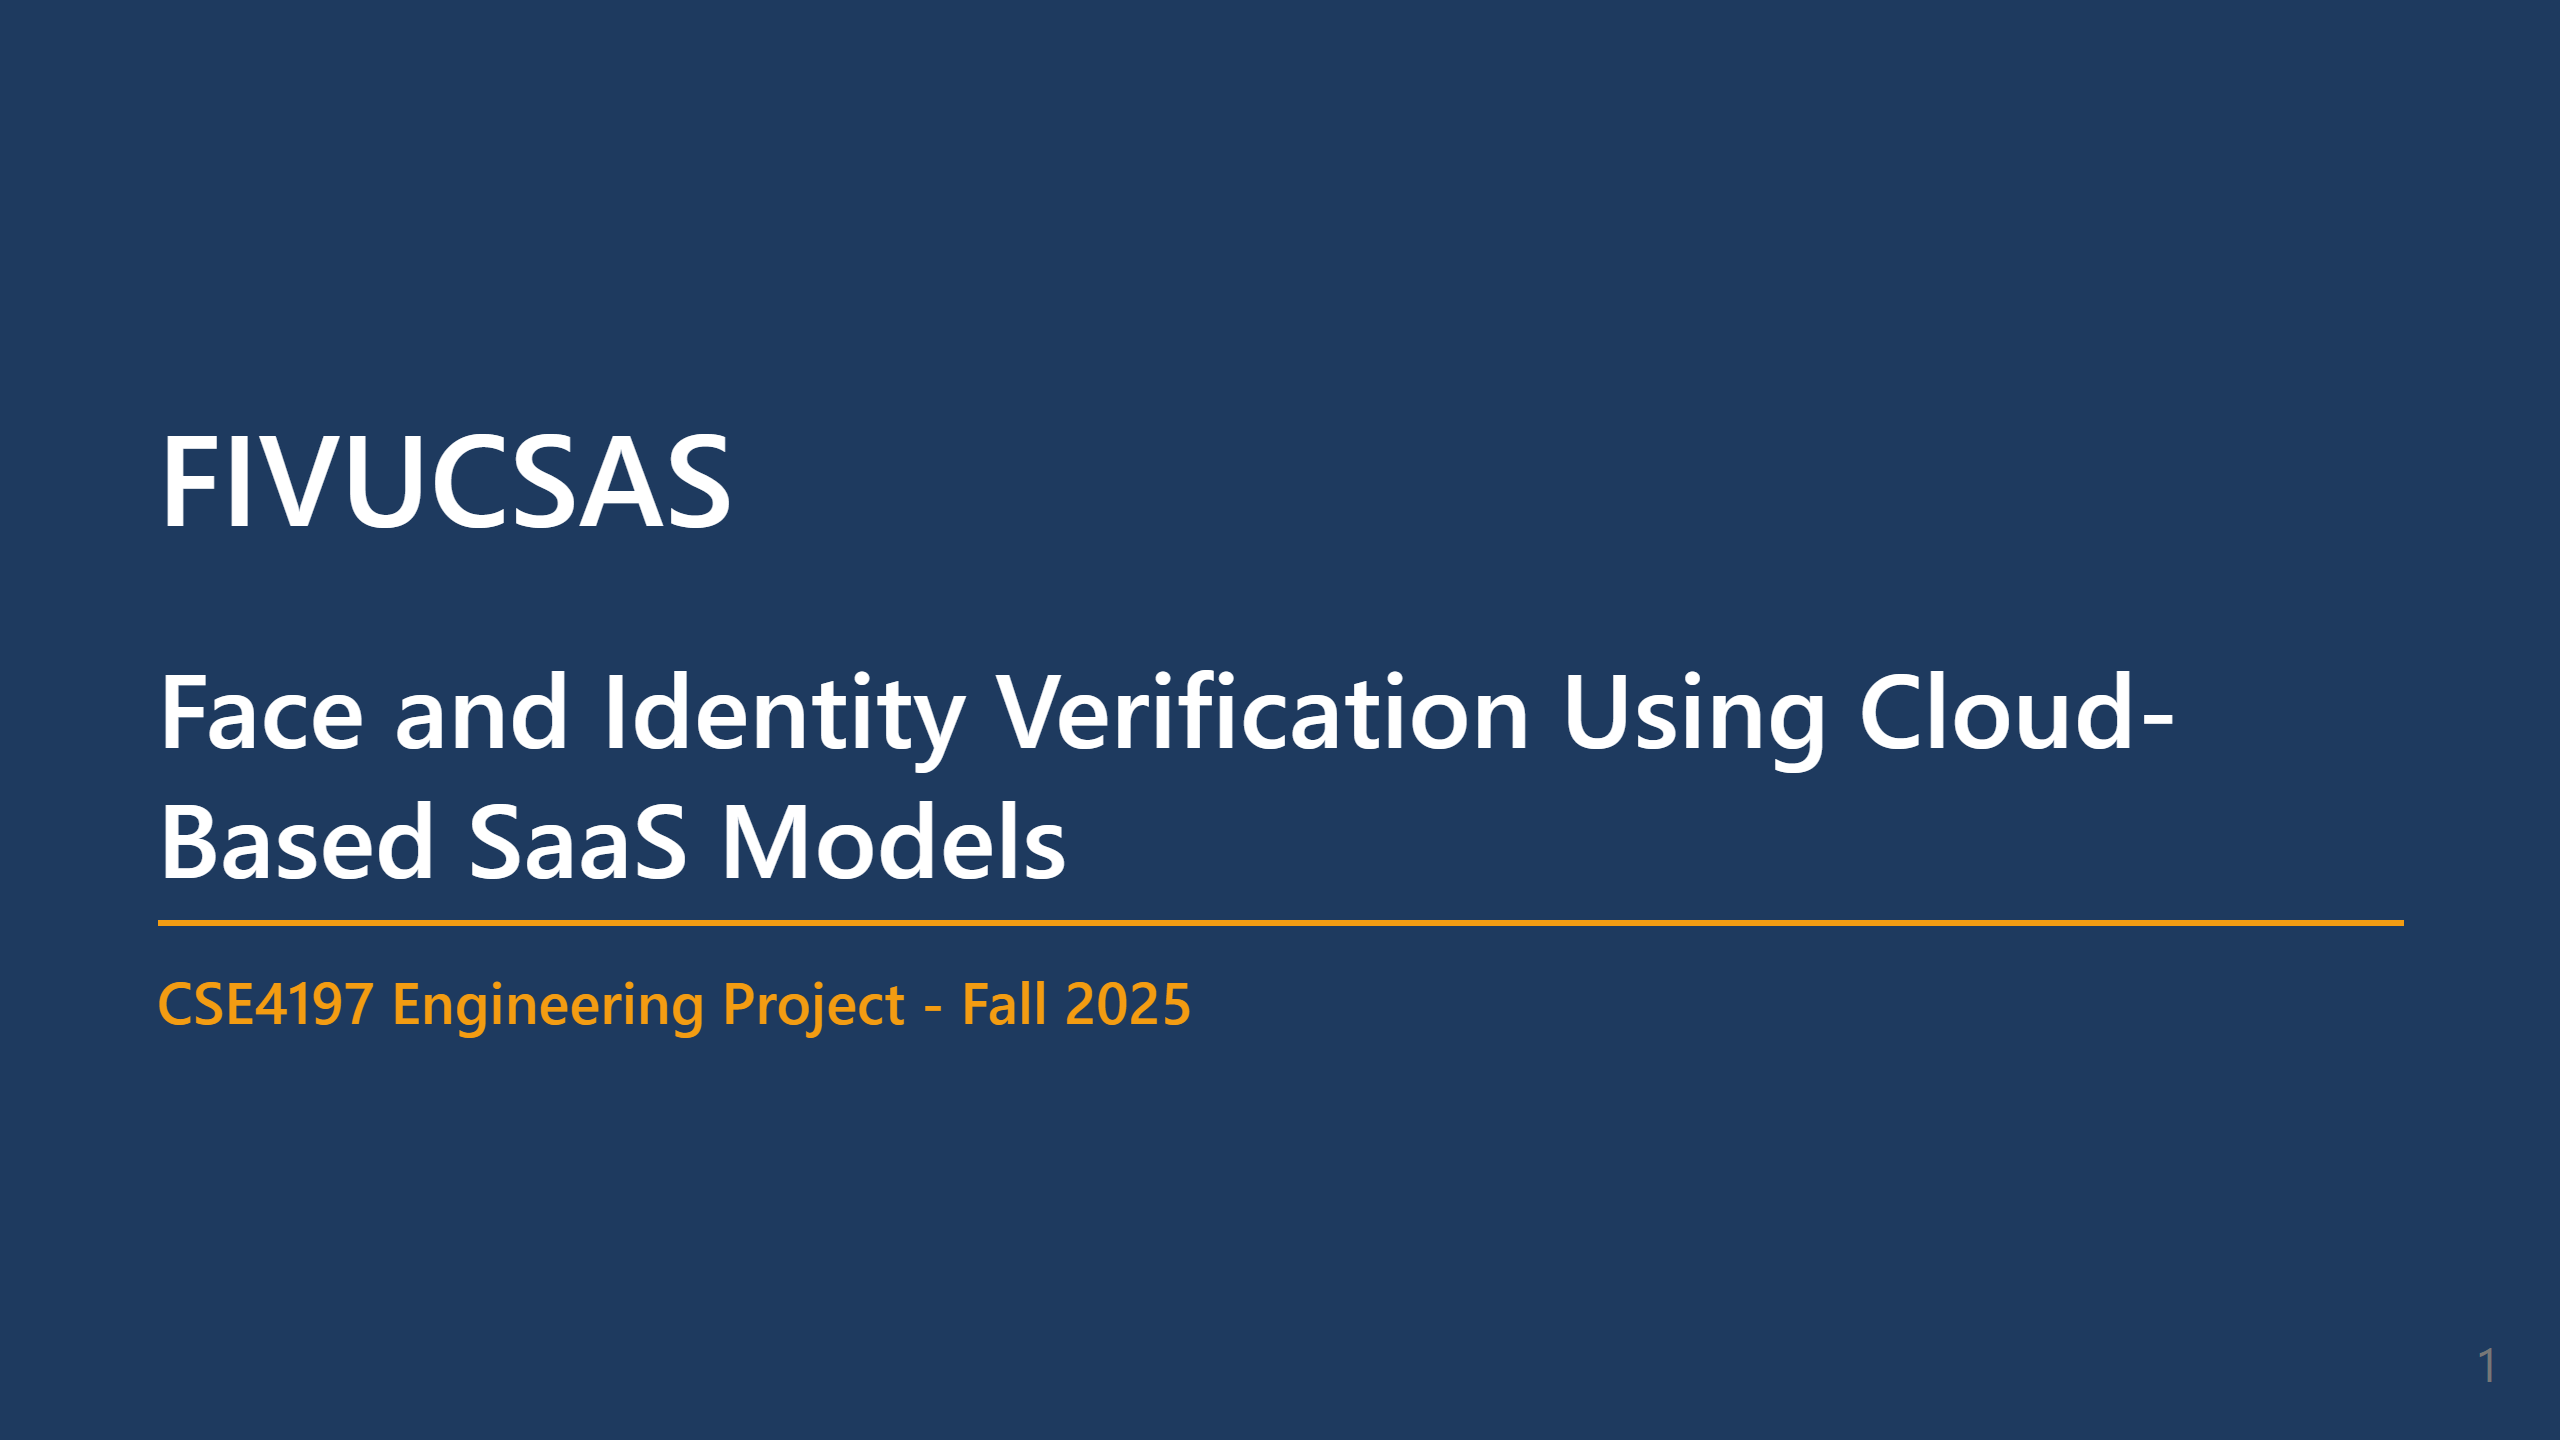 FIVUCSAS
Face and Identity Verification Using Cloud-
Based SaaS Models
CSE4197 Engineering Project - Fall 2025
1